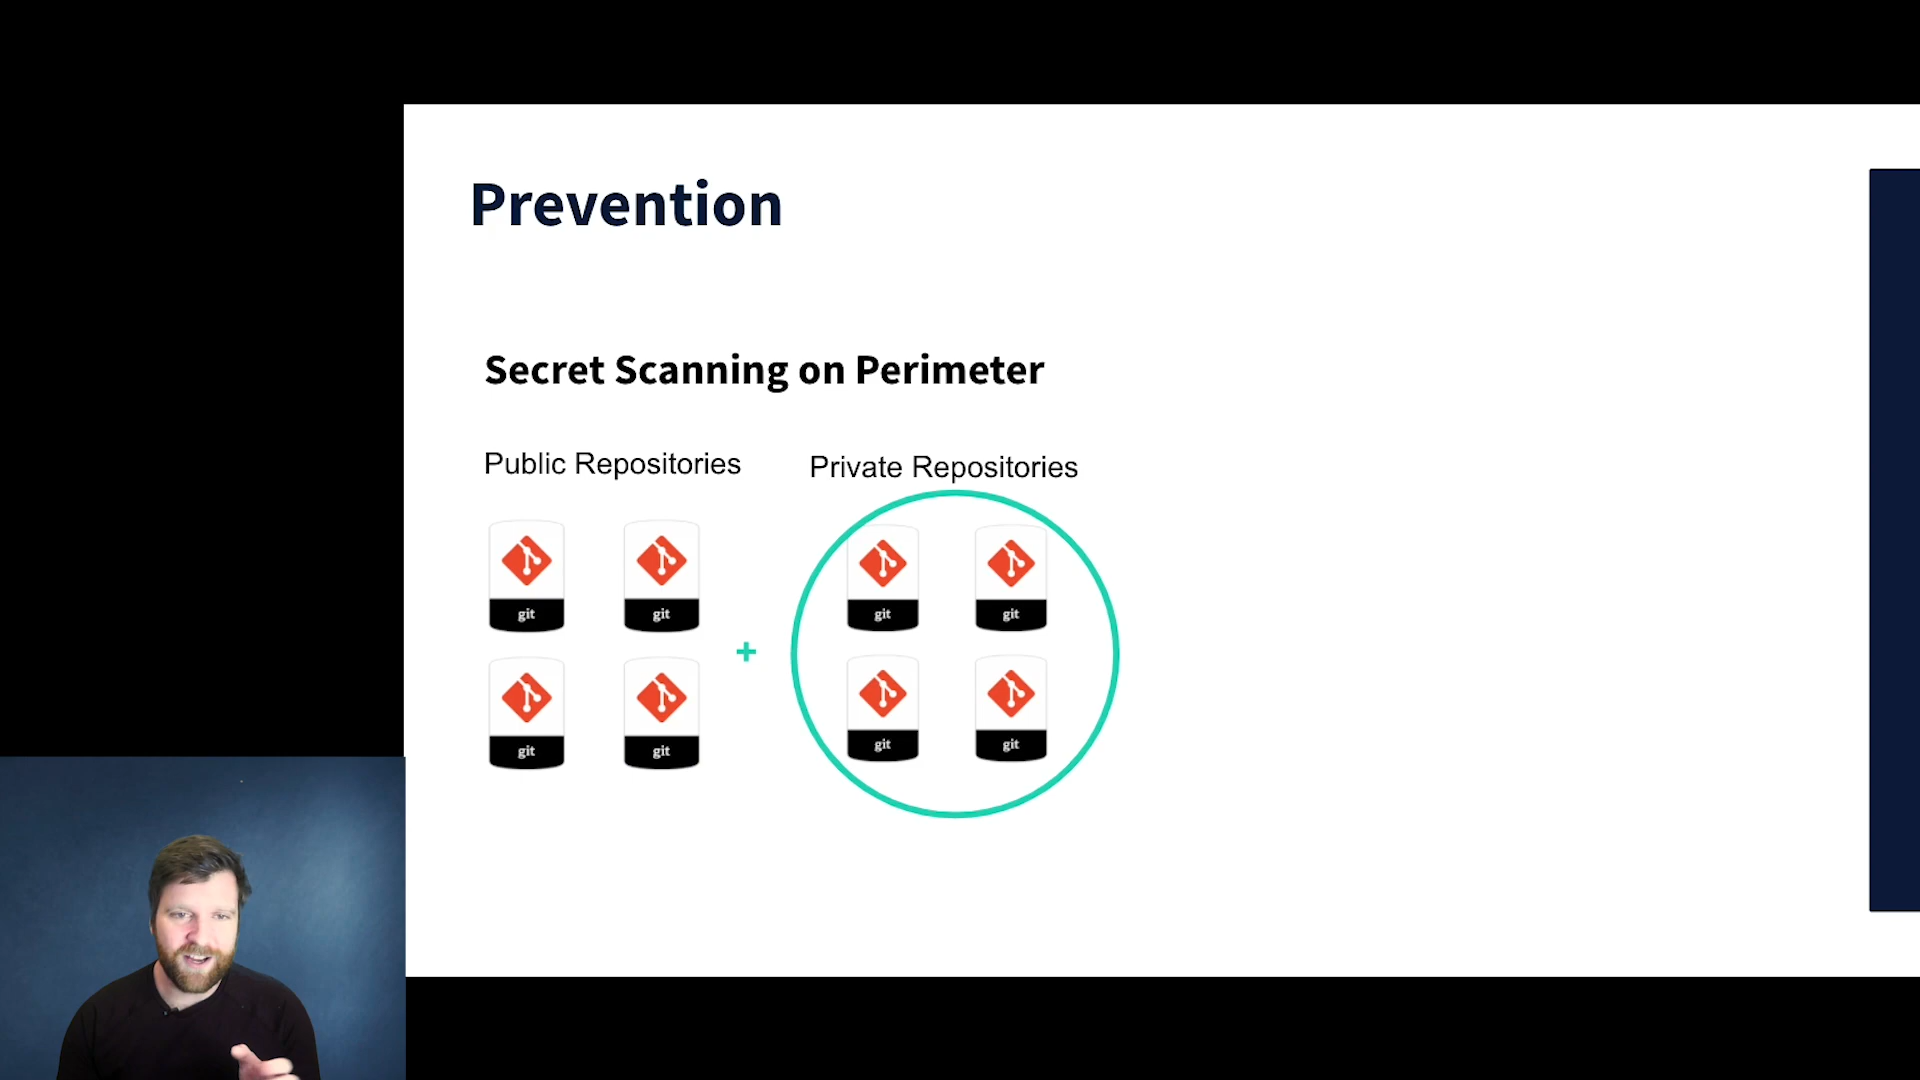 Prevention
Secret Scanning on Perimeter
Public Repositories
Private Repositories
git
git
git
git
+
git
git
git
git